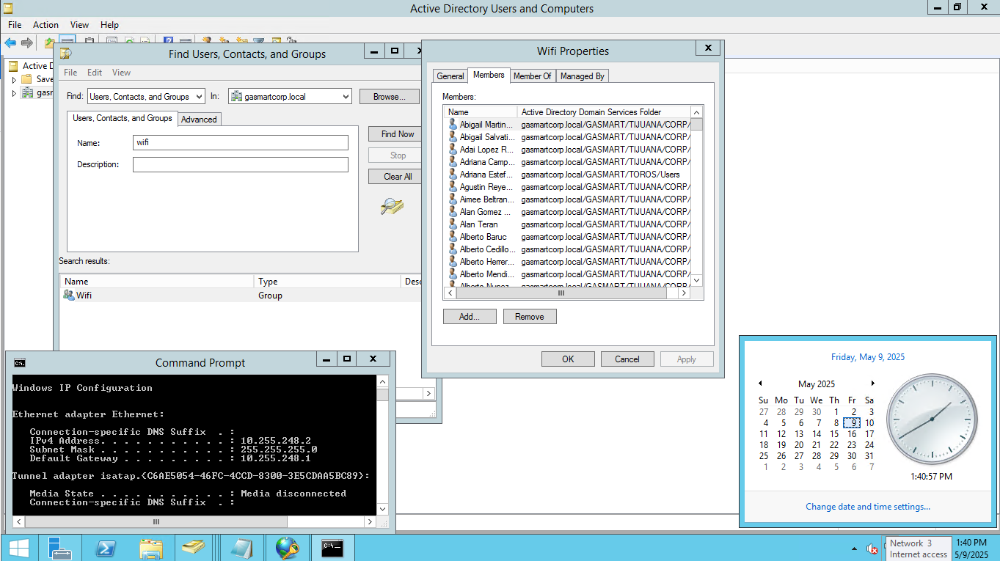 Active Directory Users and Computers
File Action View Help
Active D
Save
gasm
Find Users, Contacts, and Groups
File Edit View
Find: Users, Contacts, and Groups In: gasmartcorp.local Browse...
Users, Contacts, and Groups Advanced
Name: wifi
Description:
Find Now
Stop
Clear All
Search results:
Name Type Desc
Wifi Group
Wifi Properties
General Members Member Of Managed By
Members:
Name Active Directory Domain Services Folder
Abigail Martin... gasmartcorp.local/GASMART/TIJUANA/CORP/
Abigail Salvati... gasmartcorp.local/GASMART/TIJUANA/CORP/
Adai Lopez R... gasmartcorp.local/GASMART/TIJUANA/CORP/
Adriana Camp... gasmartcorp.local/GASMART/TIJUANA/CORP/
Adriana Estef... gasmartcorp.local/GASMART/TOROS/Users
Agustin Reye... gasmartcorp.local/GASMART/TIJUANA/CORP/
Aimee Beltran... gasmartcorp.local/GASMART/TIJUANA/CORP/
Alan Gomez ... gasmartcorp.local/GASMART/TIJUANA/CORP/
Alan Teran gasmartcorp.local/GASMART/TIJUANA/CORP/
Alberto Baruc gasmartcorp.local/GASMART/TIJUANA/CORP/
Alberto Cedillo... gasmartcorp.local/GASMART/TIJUANA/CORP/
Alberto Herrer... gasmartcorp.local/GASMART/TIJUANA/CORP/
Alberto Mendi... gasmartcorp.local/GASMART/TIJUANA/CORP/
Alberto Nunez gasmartcorp.local/GASMART/TIJUANA/CORP/
Add... Remove
OK Cancel Apply
Command Prompt
Windows IP Configuration
Ethernet adapter Ethernet:
Connection-specific DNS Suffix . :
IPv4 Address. . . . . . . . . . . : 10.255.248.2
Subnet Mask . . . . . . . . . . . : 255.255.255.0
Default Gateway . . . . . . . . . : 10.255.248.1
Tunnel adapter isatap.{C6AE5054-46FC-4CCD-8300-3E5CDAA5BC89}:
Media State . . . . . . . . . . . : Media disconnected
Connection-specific DNS Suffix . :
Friday, May 9, 2025
May 2025
Su Mo Tu We Th Fr Sa
27 28 29 30 1 2 3
4 5 6 7 8 9 10
11 12 13 14 15 16 17
18 19 20 21 22 23 24
25 26 27 28 29 30 31
1 2 3 4 5 6 7
1:40:57 PM
Change date and time settings...
Network 3
Internet access
1:40 PM
5/9/2025